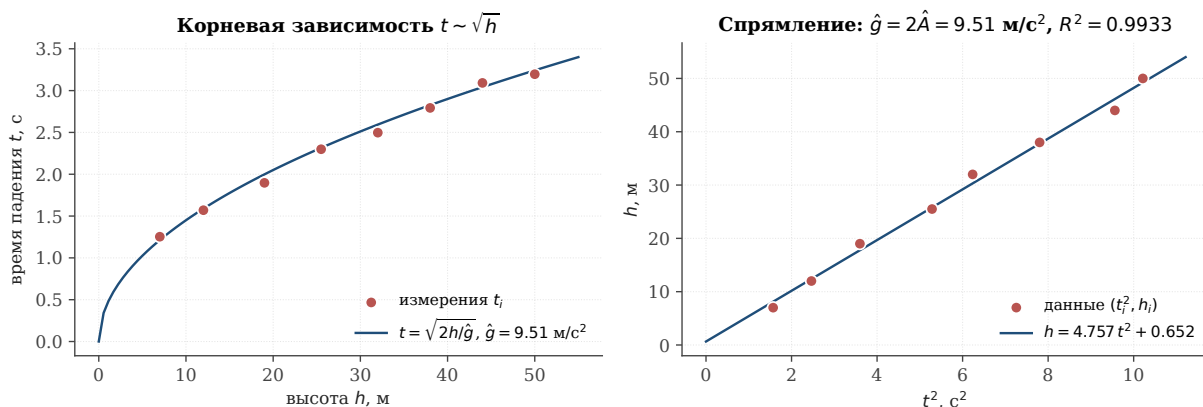 Корневая зависимость t ~ √h
3.5
3.0
2.5
2.0
1.5
1.0
0.5
0.0
время падения t, с
0 10 20 30 40 50
высота h, м
измерения tᵢ
t = √(2h/ĝ), ĝ = 9.51 м/с²
Спрямление: ĝ = 2Â = 9.51 м/с², R² = 0.9933
50
40
30
20
10
0
h, м
0 2 4 6 8 10
t², с²
данные (tᵢ², hᵢ)
h = 4.757 t² + 0.652